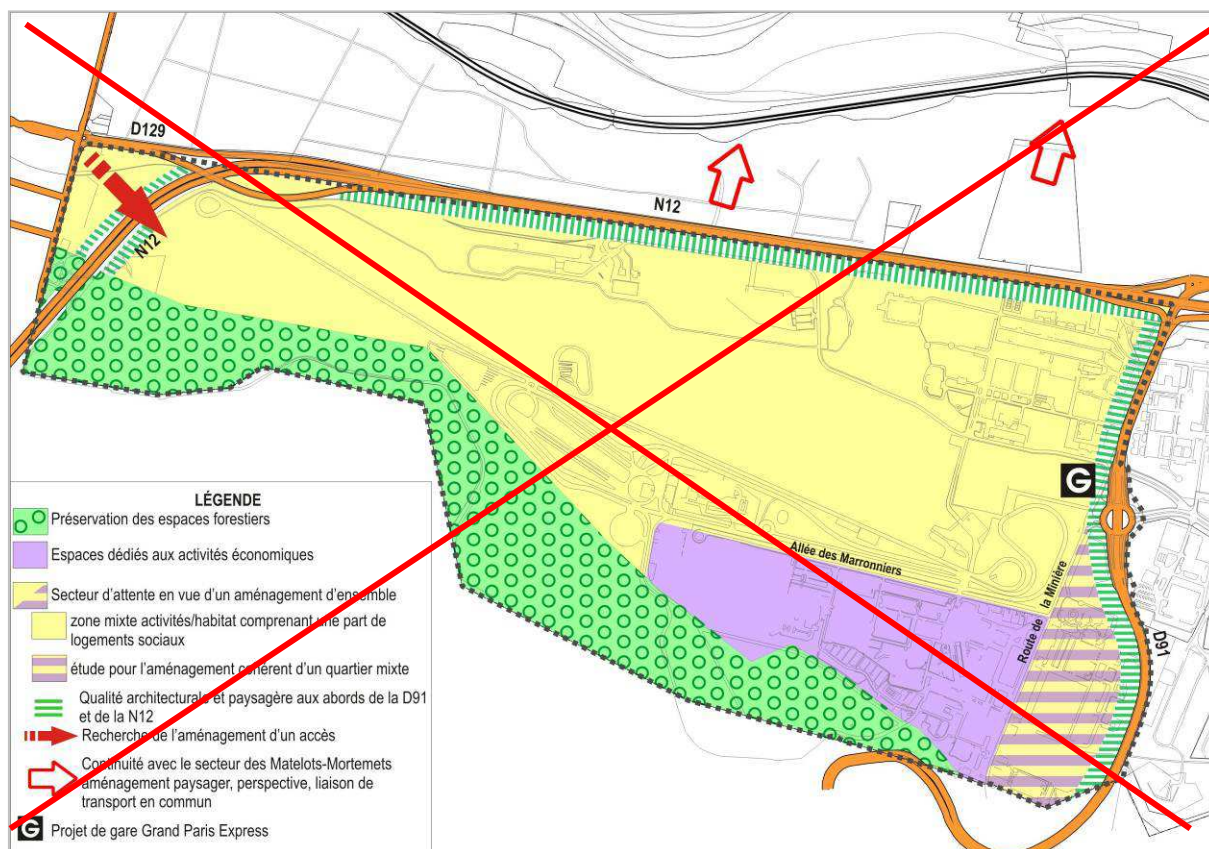 D129
N12
N12
G
Allée des Marronniers
Route de la Minière
D91
LÉGENDE
Préservation des espaces forestiers
Espaces dédiés aux activités économiques
Secteur d'attente en vue d'un aménagement d'ensemble
zone mixte activités/habitat comprenant une part de
logements sociaux
étude pour l'aménagement cohérent d'un quartier mixte
Qualité architecturale et paysagère aux abords de la D91
et de la N12
Recherche de l'aménagement d'un accès
Continuité avec le secteur des Matelots-Mortemets
aménagement paysager, perspective, liaison de
transport en commun
G Projet de gare Grand Paris Express